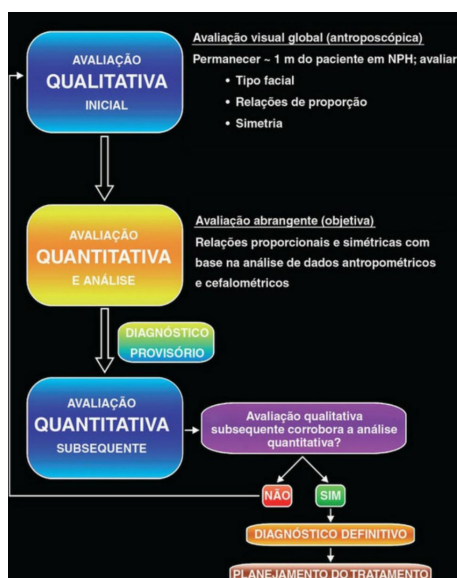 AVALIAÇÃO
QUALITATIVA
INICIAL
Avaliação visual global (antroposcópica)
Permanecer ~ 1 m do paciente em NPH; avaliar
• Tipo facial
• Relações de proporção
• Simetria
AVALIAÇÃO
QUANTITATIVA
E ANÁLISE
Avaliação abrangente (objetiva)
Relações proporcionais e simétricas com
base na análise de dados antropométricos
e cefalométricos
DIAGNÓSTICO
PROVISÓRIO
AVALIAÇÃO
QUANTITATIVA
SUBSEQUENTE
Avaliação qualitativa
subsequente corrobora a análise
quantitativa?
NÃO
SIM
DIAGNÓSTICO DEFINITIVO
PLANEJAMENTO DO TRATAMENTO